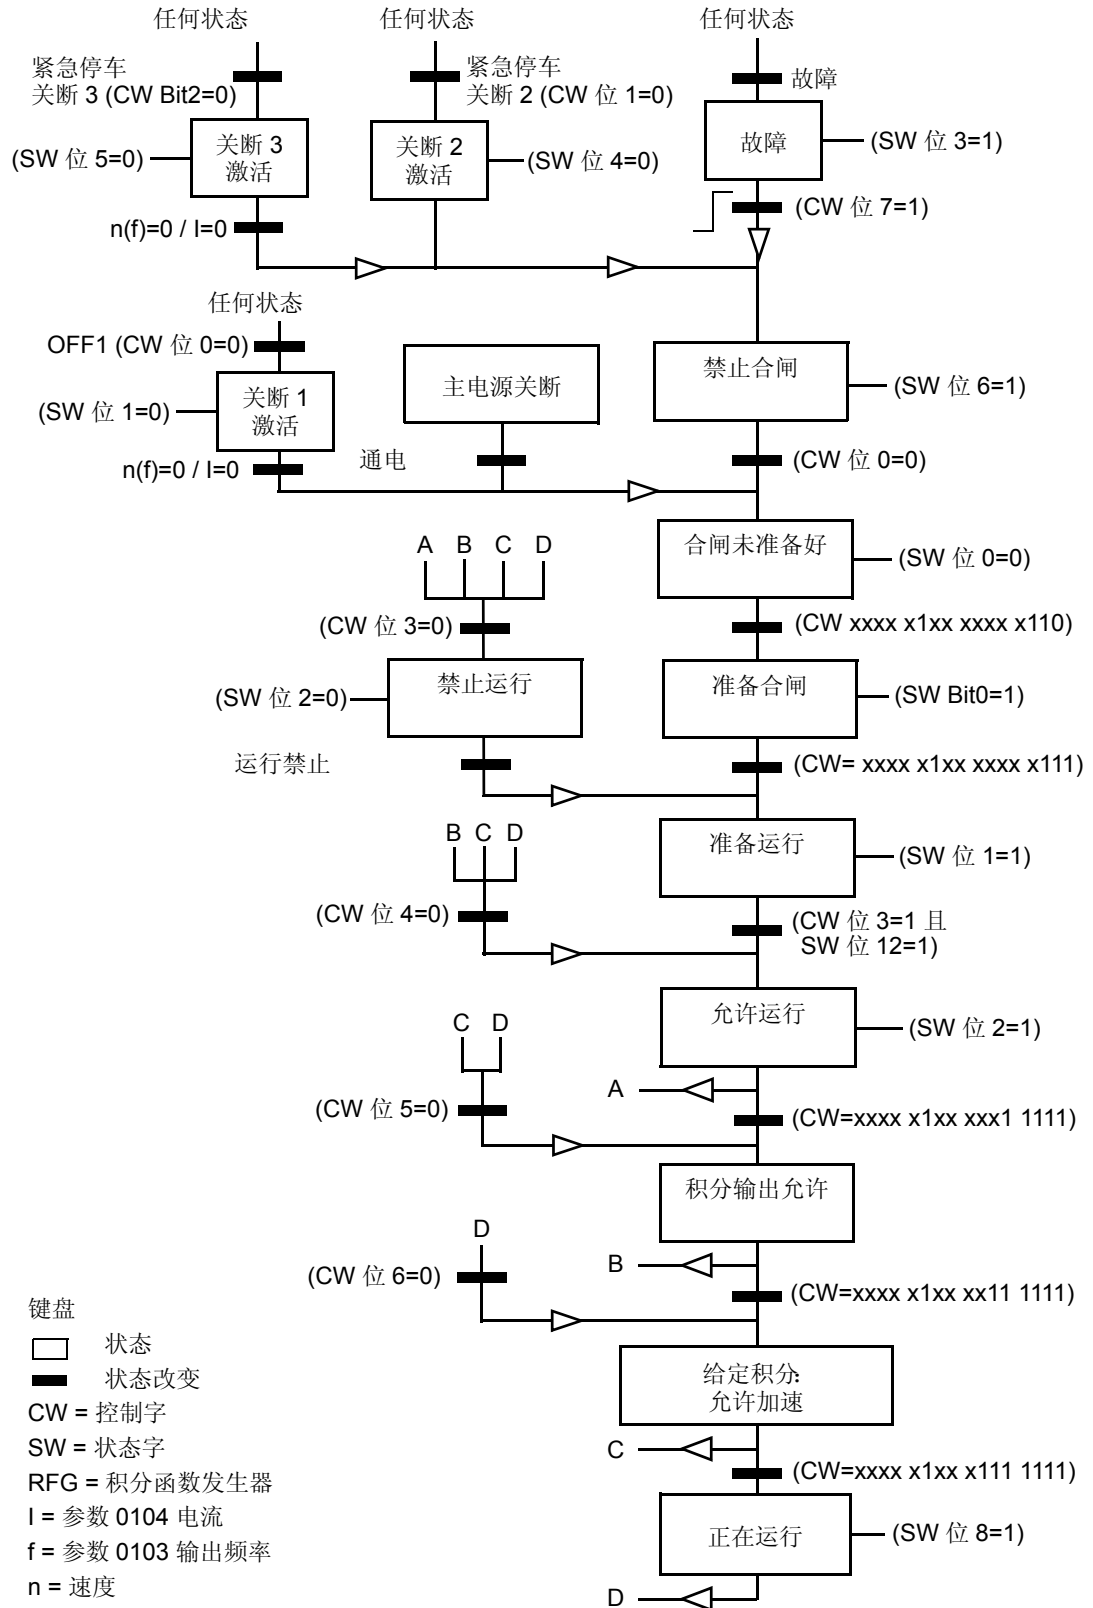 任何状态
任何状态
任何状态
紧急停车
关断 3 (CW Bit2=0)
紧急停车
关断 2 (CW 位 1=0)
故障
(SW 位 5=0)
关断 3
激活
关断 2
激活
(SW 位 4=0)
故障
(SW 位 3=1)
n(f)=0 / I=0
(CW 位 7=1)
任何状态
OFF1 (CW 位 0=0)
(SW 位 1=0)
关断 1
激活
主电源关断
禁止合闸
(SW 位 6=1)
n(f)=0 / I=0
通电
(CW 位 0=0)
A B C D
合闸未准备好
(SW 位 0=0)
(CW 位 3=0)
(CW xxxx x1xx xxxx x110)
(SW 位 2=0)
禁止运行
准备合闸
(SW Bit0=1)
运行禁止
(CW= xxxx x1xx xxxx x111)
B C D
准备运行
(SW 位 1=1)
(CW 位 4=0)
(CW 位 3=1 且
SW 位 12=1)
C D
允许运行
(SW 位 2=1)
A
(CW 位 5=0)
(CW=xxxx x1xx xxx1 1111)
积分输出允许
D
B
(CW 位 6=0)
(CW=xxxx x1xx xx11 1111)
给定积分:
允许加速
C
(CW=xxxx x1xx x111 1111)
正在运行
(SW 位 8=1)
D
键盘
状态
状态改变
CW = 控制字
SW = 状态字
RFG = 积分函数发生器
I = 参数 0104 电流
f = 参数 0103 输出频率
n = 速度